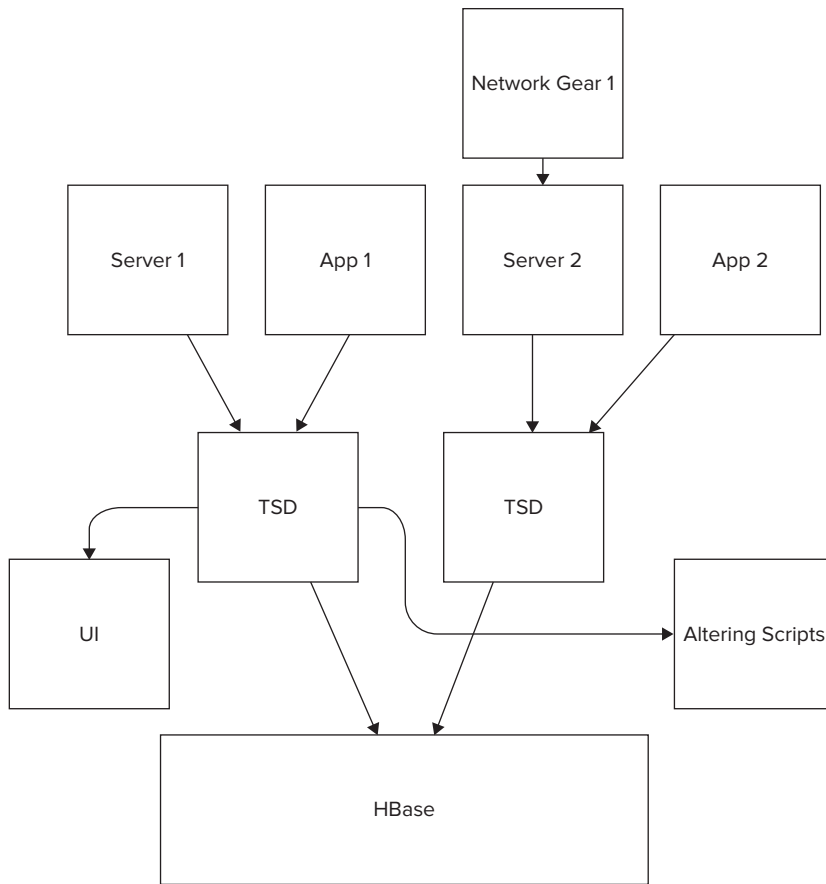 Network Gear 1
Server 1
App 1
Server 2
App 2
TSD
TSD
UI
Altering Scripts
HBase